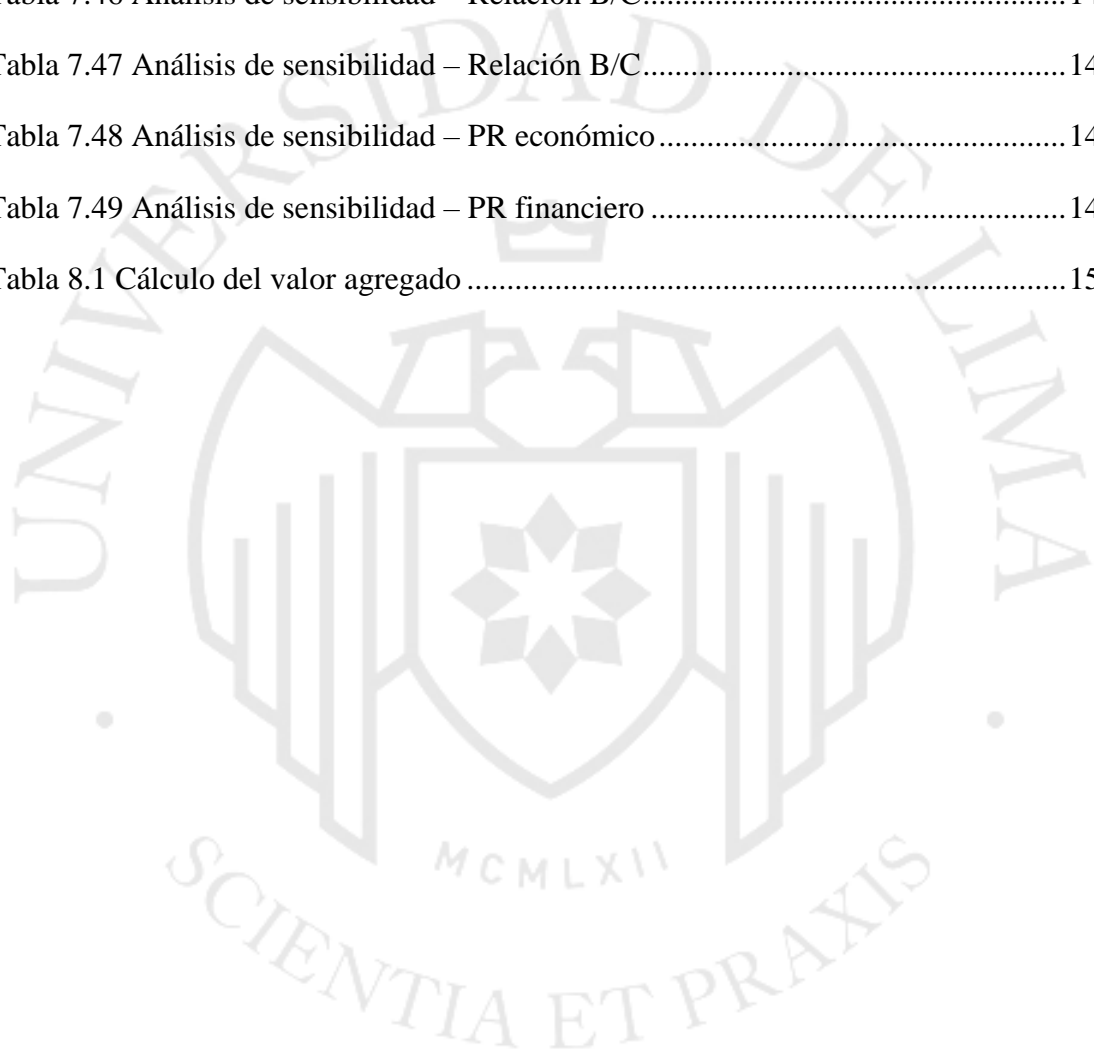 Tabla 7.47 Análisis de sensibilidad – Relación B/C.......................................................14
Tabla 7.48 Análisis de sensibilidad – PR económico.....................................................14
Tabla 7.49 Análisis de sensibilidad – PR financiero ......................................................14
Tabla 8.1 Cálculo del valor agregado ............................................................................15
UNIVERSIDAD DE LIMA
MCMLXII
SCIENTIA ET PRAXIS